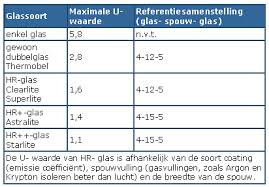 Glassoort
Maximale U-
waarde
Referentiesamenstelling
(glas- spouw- glas)
enkel glas
5,8
n.v.t.
gewoon
dubbelglas
Thermobel
2,8
4-12-5
HR-glas
Clearlite
Superlite
1,6
4-12-5
HR+-glas
Astralite
1,4
4-15-5
HR++-glas
Starlite
1,1
4-15-5
De U- waarde van HR- glas is afhankelijk van de soort coating
(emissie coefficient), spouwvulling (gasvullingen, zoals Argon en
Krypton isoleren beter dan lucht) en de breedte van de spouw.